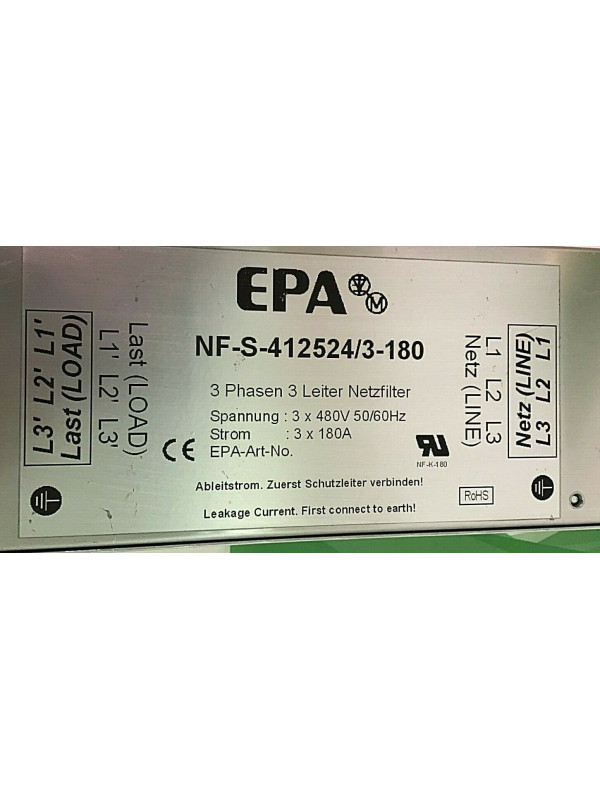 EPA
NF-S-412524/3-180
3 Phasen 3 Leiter Netzfilter
Spannung : 3 x 480V 50/60Hz
Strom : 3 x 180A
EPA-Art-No.
CE
NF-K-180
Ableitstrom. Zuerst Schutzleiter verbinden!
RoHS
Leakage Current. First connect to earth!
L3' L2' L1'
Last (LOAD)
Last (LOAD)
L1' L2' L3'
L1 L2 L3
Netz (LINE)
Netz (LINE)
L3 L2 L1